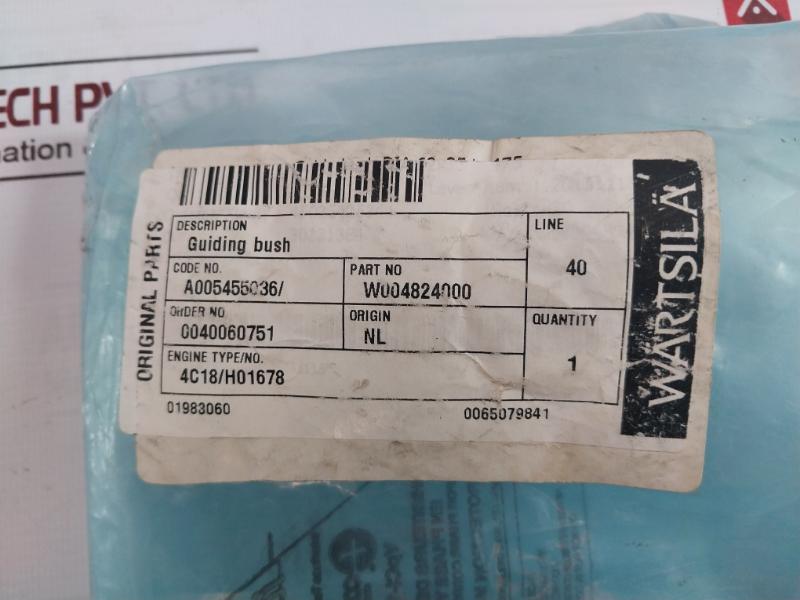 ECH PV
nation
ORIGINAL PARTS
DESCRIPTION
Guiding bush
LINE
40
CODE NO.
A005455036/
PART NO
W004824000
ORDER NO
0040060751
ORIGIN
NL
QUANTITY
1
ENGINE TYPE/NO.
4C18/H01678
01983060
0065079841
WÄRTSILÄ